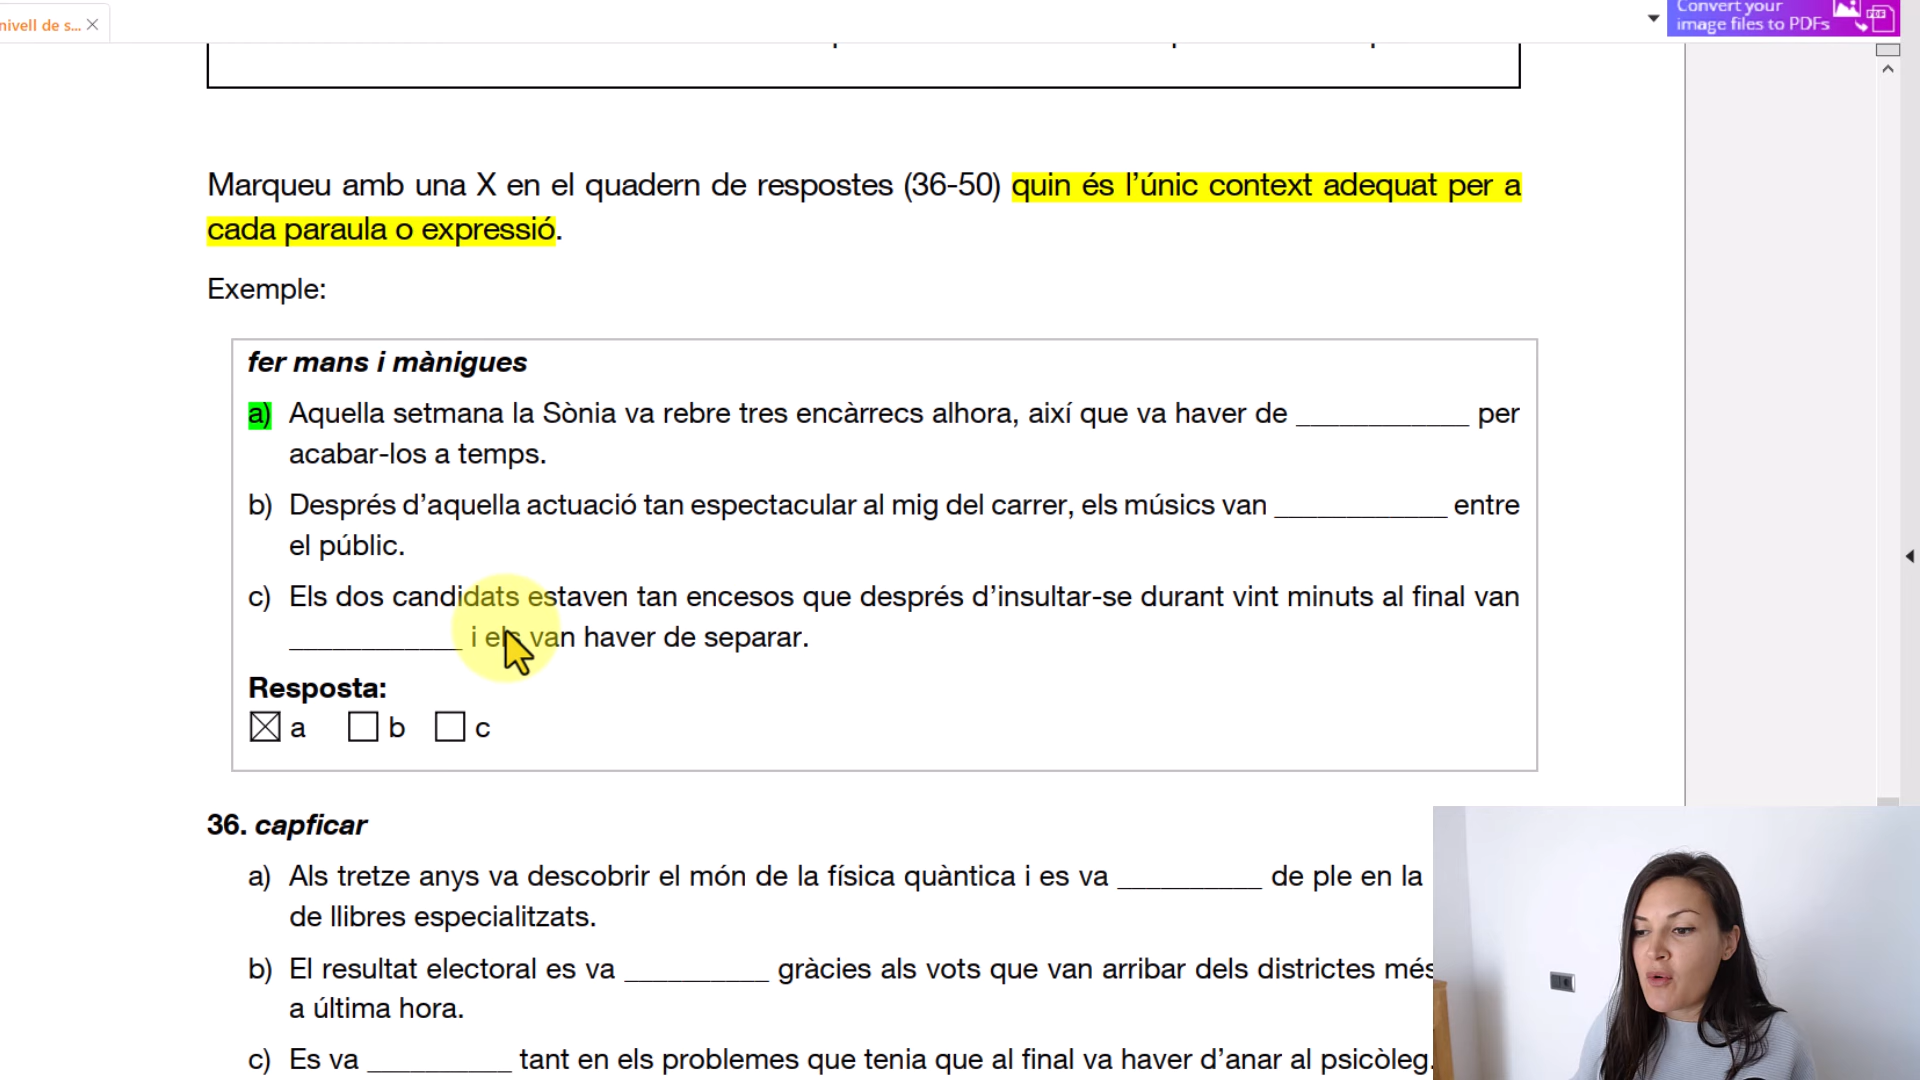 nivell de s...
Convert your
image files to PDFs
Marqueu amb una X en el quadern de respostes (36-50) quin és l’únic context adequat per a
cada paraula o expressió.
Exemple:
fer mans i mànigues
a) Aquella setmana la Sònia va rebre tres encàrrecs alhora, així que va haver de ____________ per
acabar-los a temps.
b) Després d’aquella actuació tan espectacular al mig del carrer, els músics van ____________ entre
el públic.
c) Els dos candidats estaven tan encesos que després d’insultar-se durant vint minuts al final van
____________ i els van haver de separar.
Resposta:
a b c
36. capficar
a) Als tretze anys va descobrir el món de la física quàntica i es va __________ de ple en la
de llibres especialitzats.
b) El resultat electoral es va __________ gràcies als vots que van arribar dels districtes més
a última hora.
c) Es va __________ tant en els problemes que tenia que al final va haver d’anar al psicòleg.